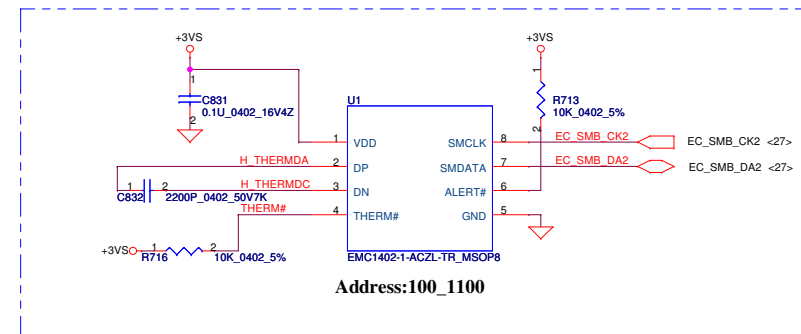 +3VS
+3VS
1
C831
0.1U_0402_16V4Z
2
1
R713
10K_0402_5%
2
U1
1 VDD SMCLK 8 EC_SMB_CK2 EC_SMB_CK2 <27>
H_THERMDA 2 DP SMDATA 7 EC_SMB_DA2 EC_SMB_DA2 <27>
H_THERMDC 3 DN ALERT# 6
1 2
C832 2200P_0402_50V7K
THERM# 4 THERM# GND 5
+3VS 1 2
R716 10K_0402_5%
EMC1402-1-ACZL-TR_MSOP8
Address:100_1100